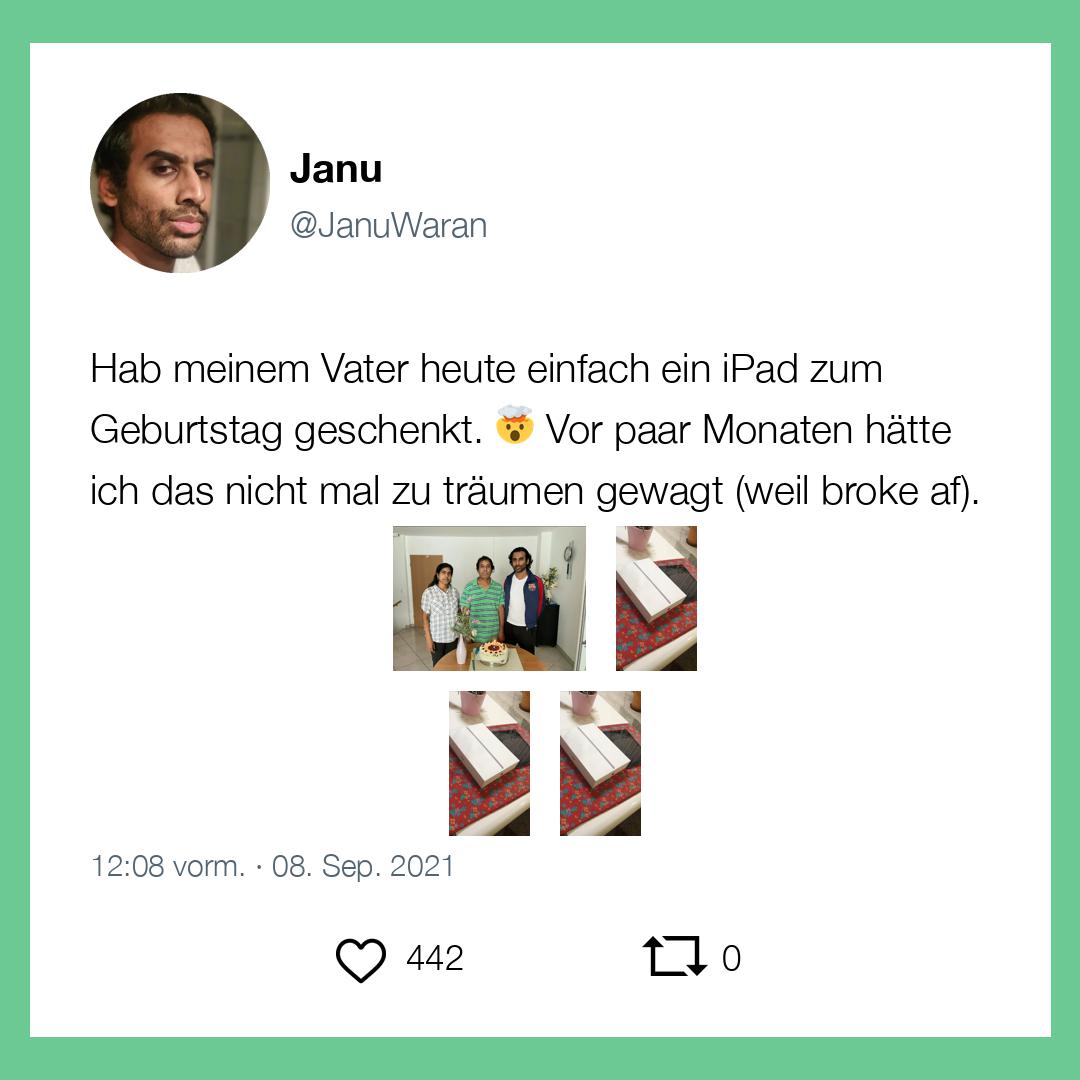 Janu
@JanuWaran
Hab meinem Vater heute einfach ein iPad zum
Geburtstag geschenkt. 🤯 Vor paar Monaten hätte
ich das nicht mal zu träumen gewagt (weil broke af).
12:08 vorm. · 08. Sep. 2021
442
0